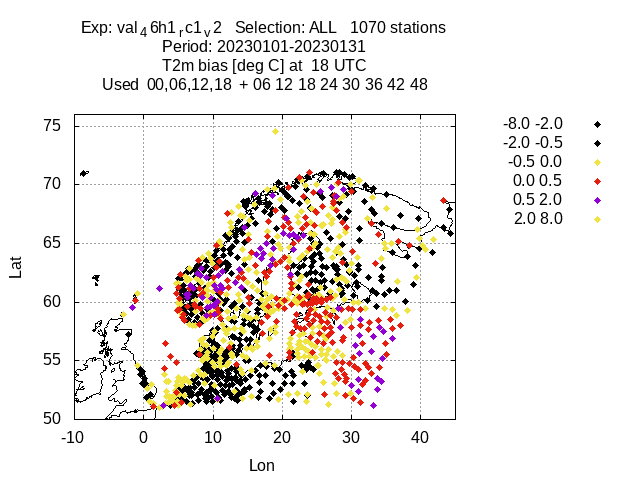 Exp: val₄6h1ᵣc1ᵥ2 Selection: ALL 1070 stations
Period: 20230101-20230131
T2m bias [deg C] at 18 UTC
Used 00,06,12,18 + 06 12 18 24 30 36 42 48
-8.0 -2.0
-2.0 -0.5
-0.5 0.0
0.0 0.5
0.5 2.0
2.0 8.0
75
70
65
60
55
50
Lat
-10 0 10 20 30 40
Lon